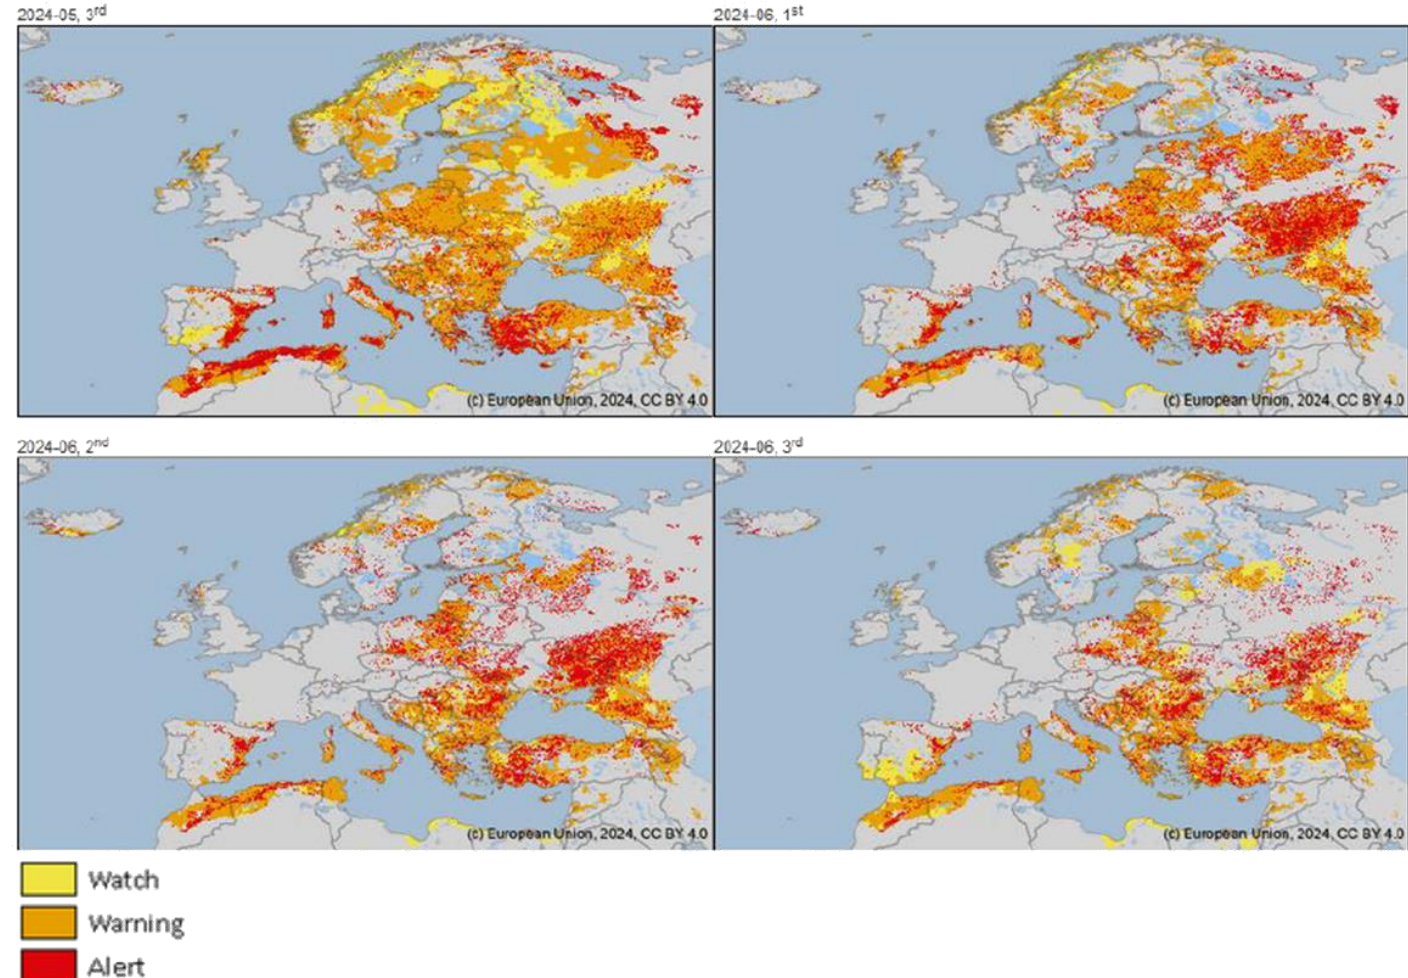 2024-05, 3rd
2024-06, 1st
(c) European Union, 2024, CC BY 4.0
(c) European Union, 2024, CC BY 4.0
2024-06, 2nd
2024-06, 3rd
(c) European Union, 2024, CC BY 4.0
(c) European Union, 2024, CC BY 4.0
Watch
Warning
Alert